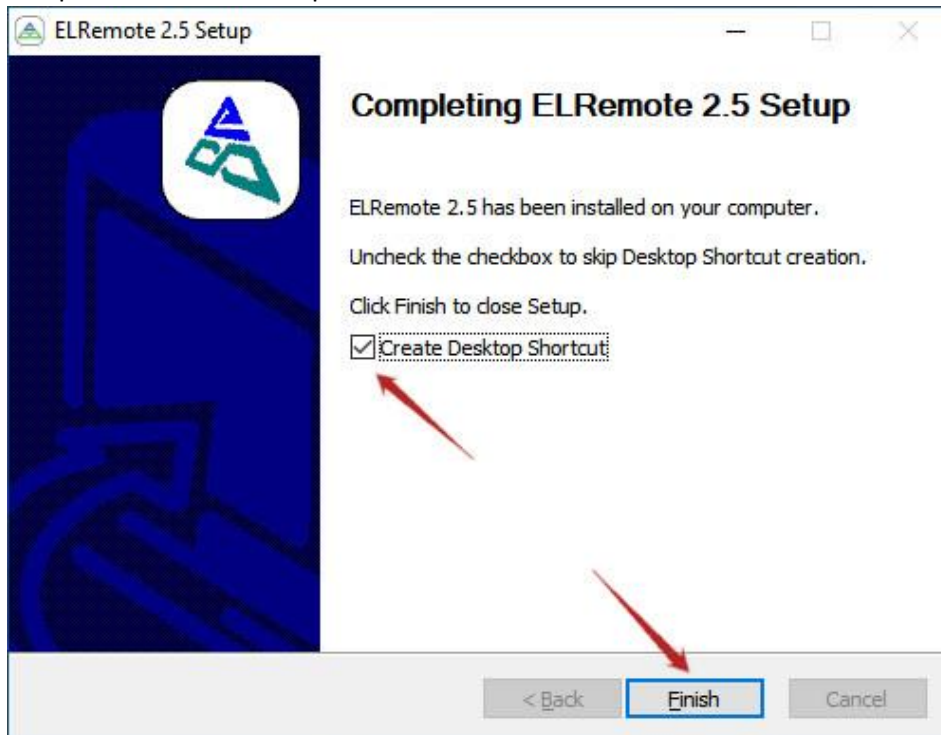 ELRemote 2.5 Setup
Completing ELRemote 2.5 Setup
ELRemote 2.5 has been installed on your computer.
Uncheck the checkbox to skip Desktop Shortcut creation.
Click Finish to close Setup.
Create Desktop Shortcut
< Back Finish Cancel